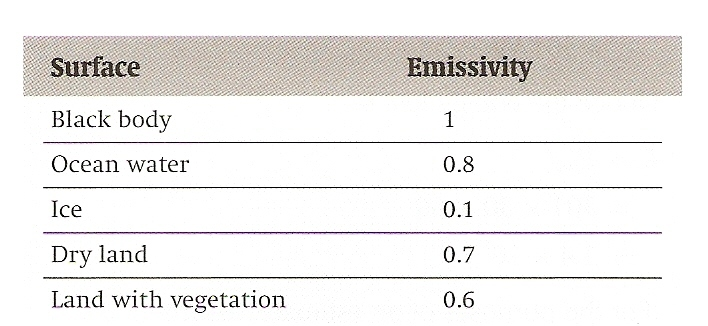 Surface Emissivity
Black body 1
Ocean water 0.8
Ice 0.1
Dry land 0.7
Land with vegetation 0.6